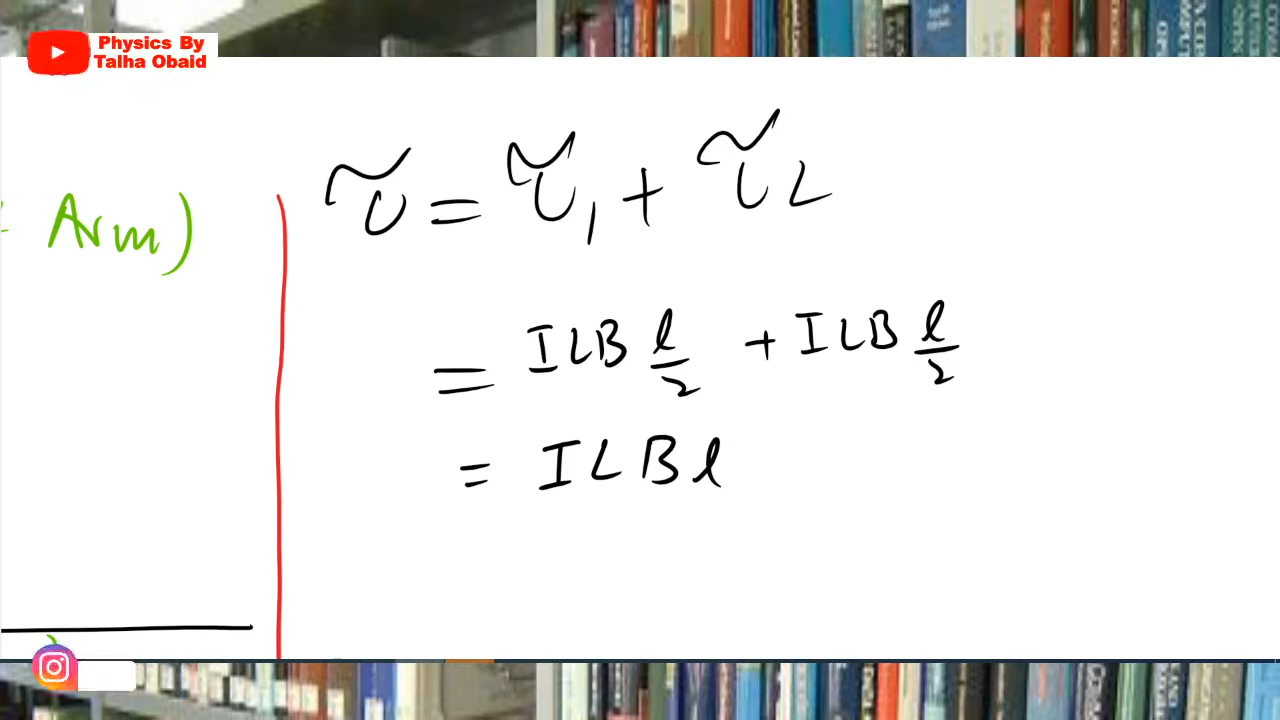 Physics By
Talha Obaid
Arm)
τ = τ₁ + τ₂
= ILB l/2 + ILB l/2
= ILBl